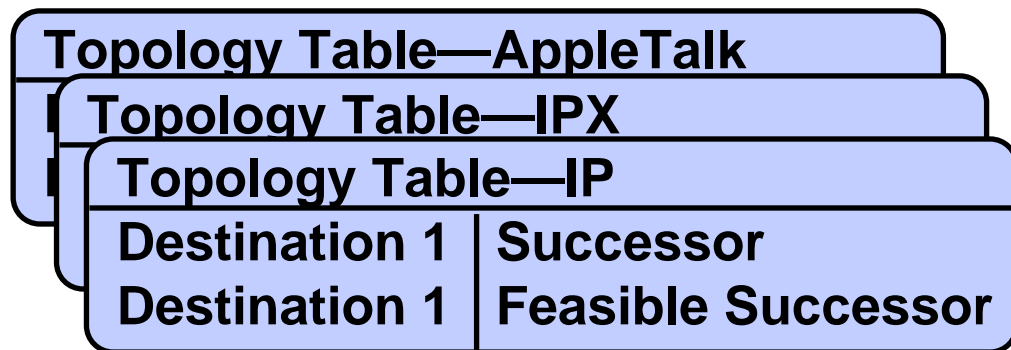 Topology Table—AppleTalk
Topology Table—IPX
Topology Table—IP
Destination 1 Successor
Destination 1 Feasible Successor